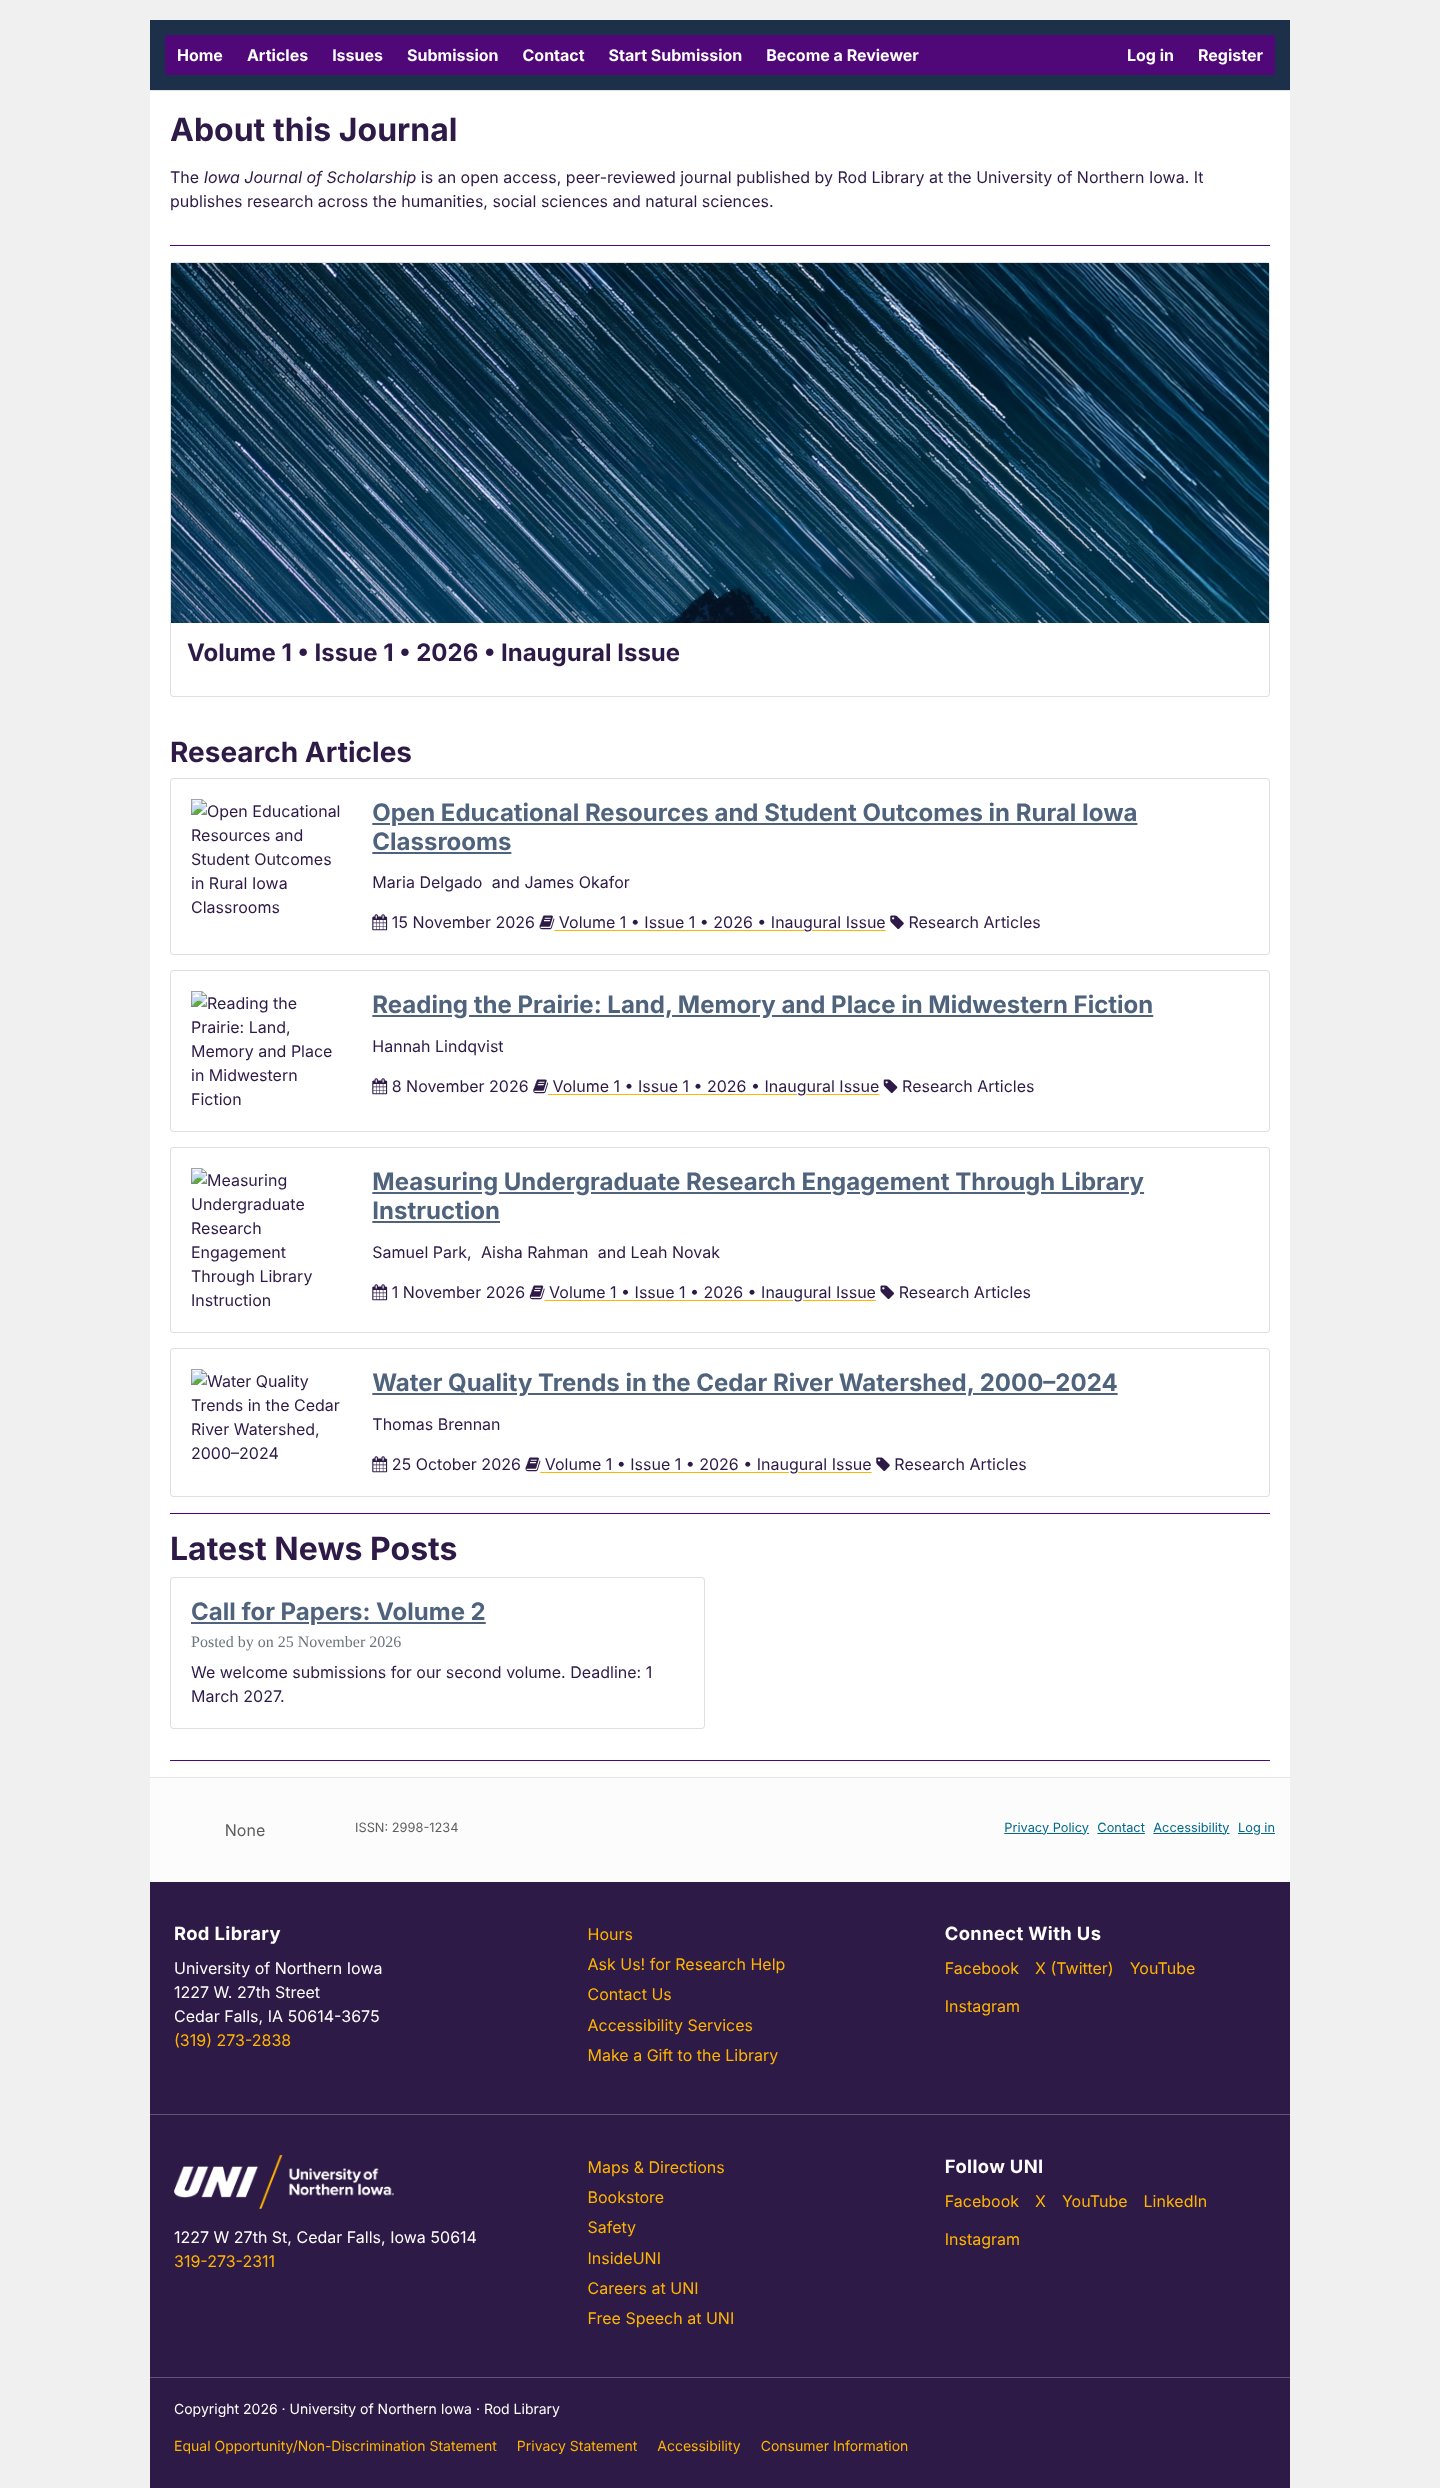 Home Articles Issues Submission Contact Start Submission Become a Reviewer Log in Register
About this Journal
The Iowa Journal of Scholarship is an open access, peer-reviewed journal published by Rod Library at the University of Northern Iowa. It
publishes research across the humanities, social sciences and natural sciences.
Volume 1 • Issue 1 • 2026 • Inaugural Issue
Research Articles
Open Educational
Resources and
Student Outcomes
in Rural Iowa
Classrooms
Open Educational Resources and Student Outcomes in Rural Iowa
Classrooms
Maria Delgado and James Okafor
15 November 2026 Volume 1 • Issue 1 • 2026 • Inaugural Issue Research Articles
Reading the
Prairie: Land,
Memory and Place
in Midwestern
Fiction
Reading the Prairie: Land, Memory and Place in Midwestern Fiction
Hannah Lindqvist
8 November 2026 Volume 1 • Issue 1 • 2026 • Inaugural Issue Research Articles
Measuring
Undergraduate
Research
Engagement
Through Library
Instruction
Measuring Undergraduate Research Engagement Through Library
Instruction
Samuel Park, Aisha Rahman and Leah Novak
1 November 2026 Volume 1 • Issue 1 • 2026 • Inaugural Issue Research Articles
Water Quality
Trends in the Cedar
River Watershed,
2000–2024
Water Quality Trends in the Cedar River Watershed, 2000–2024
Thomas Brennan
25 October 2026 Volume 1 • Issue 1 • 2026 • Inaugural Issue Research Articles
Latest News Posts
Call for Papers: Volume 2
Posted by on 25 November 2026
We welcome submissions for our second volume. Deadline: 1
March 2027.
None ISSN: 2998-1234 Privacy Policy Contact Accessibility Log in
Rod Library
University of Northern Iowa
1227 W. 27th Street
Cedar Falls, IA 50614-3675
(319) 273-2838
Hours
Ask Us! for Research Help
Contact Us
Accessibility Services
Make a Gift to the Library
Connect With Us
Facebook X (Twitter) YouTube
Instagram
UNI University of
Northern Iowa.
1227 W 27th St, Cedar Falls, Iowa 50614
319-273-2311
Maps & Directions
Bookstore
Safety
InsideUNI
Careers at UNI
Free Speech at UNI
Follow UNI
Facebook X YouTube LinkedIn
Instagram
Copyright 2026 · University of Northern Iowa · Rod Library
Equal Opportunity/Non-Discrimination Statement Privacy Statement Accessibility Consumer Information